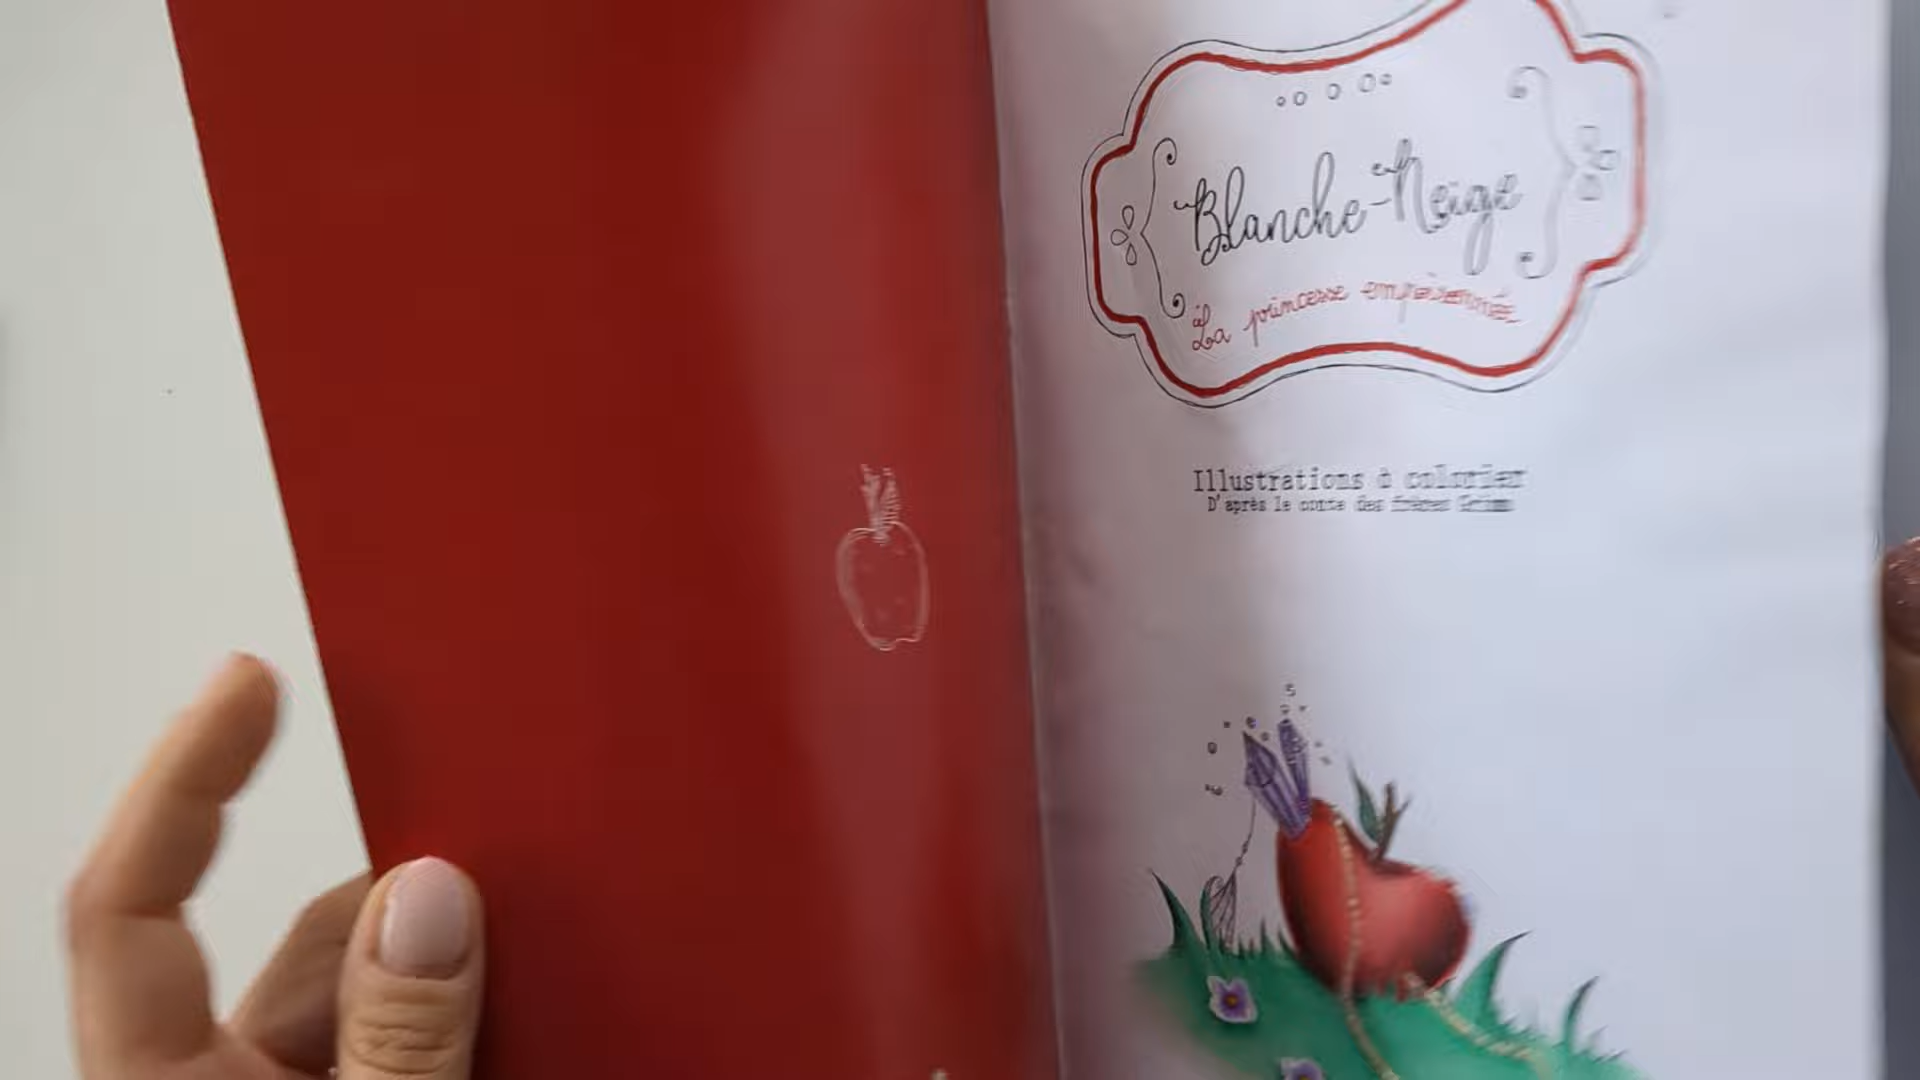 Blanche-Neige
La princesse empoisonnée
Illustrations à colorier
D'après le conte des frères Grimm